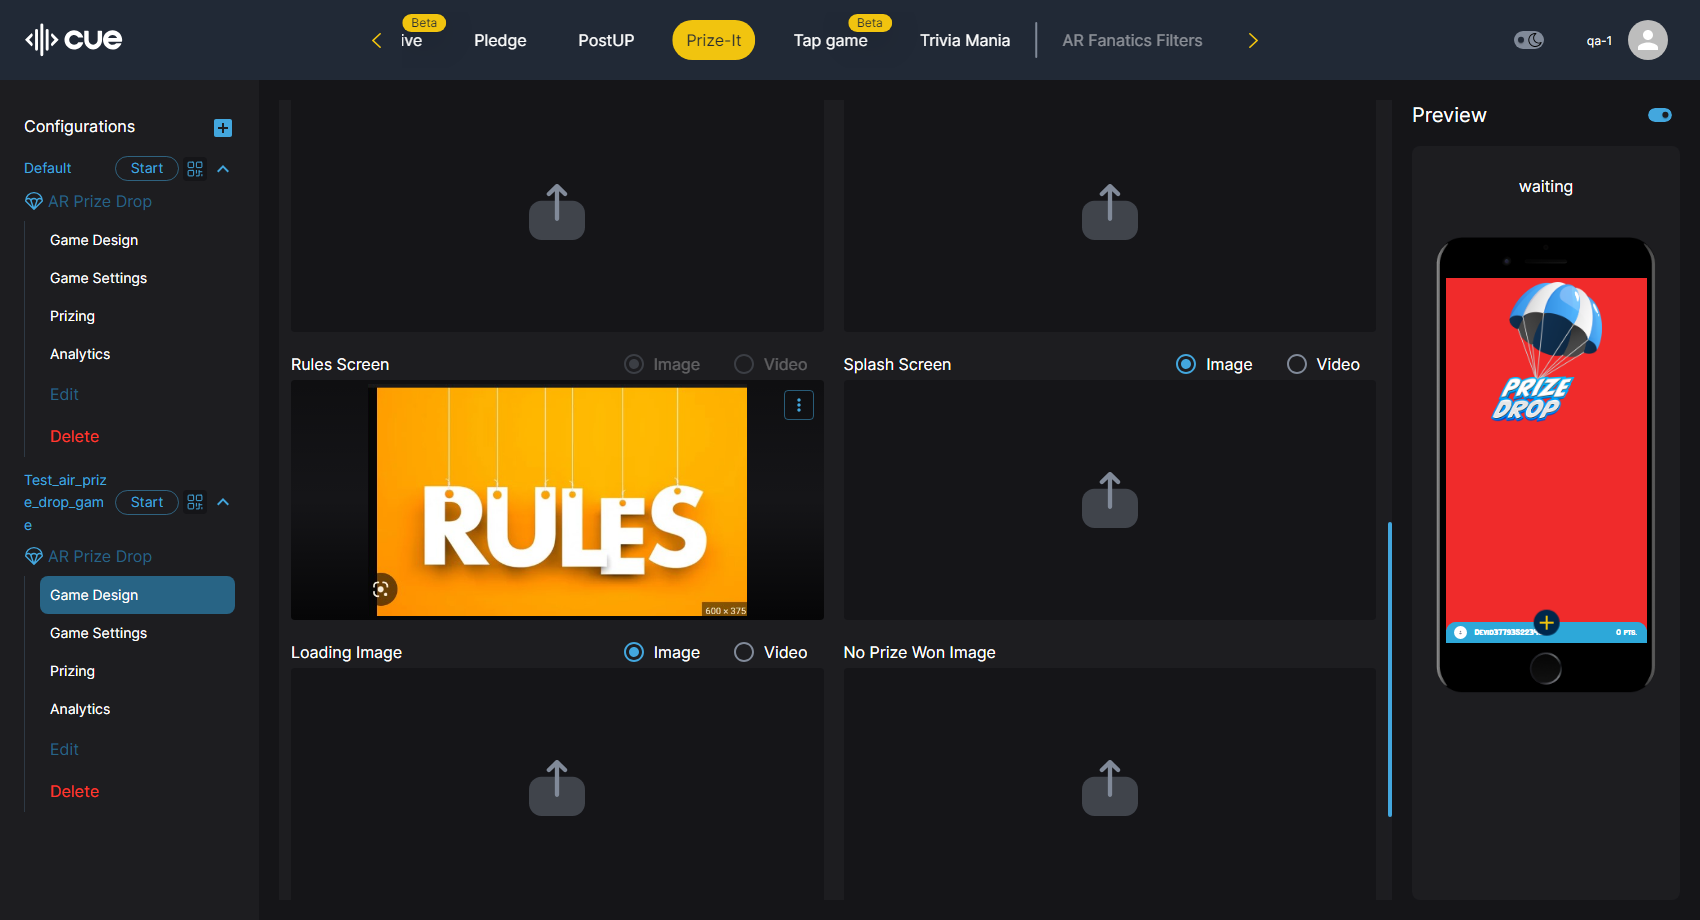 cue
Beta
ive
Pledge
PostUP
Prize-It
Beta
Tap game
Trivia Mania
AR Fanatics Filters
qa-1
Configurations
Default
Start
AR Prize Drop
Game Design
Game Settings
Prizing
Analytics
Edit
Delete
Test_air_priz
e_drop_gam
e
Start
AR Prize Drop
Game Design
Game Settings
Prizing
Analytics
Edit
Delete
Rules Screen
Image
Video
RULES
600 × 375
Splash Screen
Image
Video
Loading Image
Image
Video
No Prize Won Image
Preview
waiting
PRIZE
DROP
0 PTS.